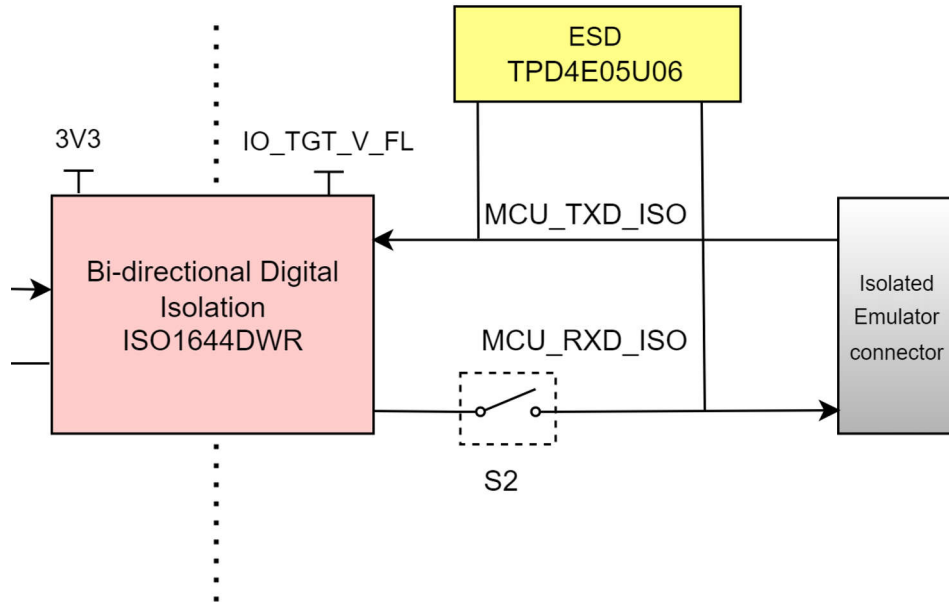 ESD
TPD4E05U06
3V3
IO_TGT_V_FL
MCU_TXD_ISO
Bi-directional Digital
Isolation
ISO1644DWR
Isolated
Emulator
connector
MCU_RXD_ISO
S2